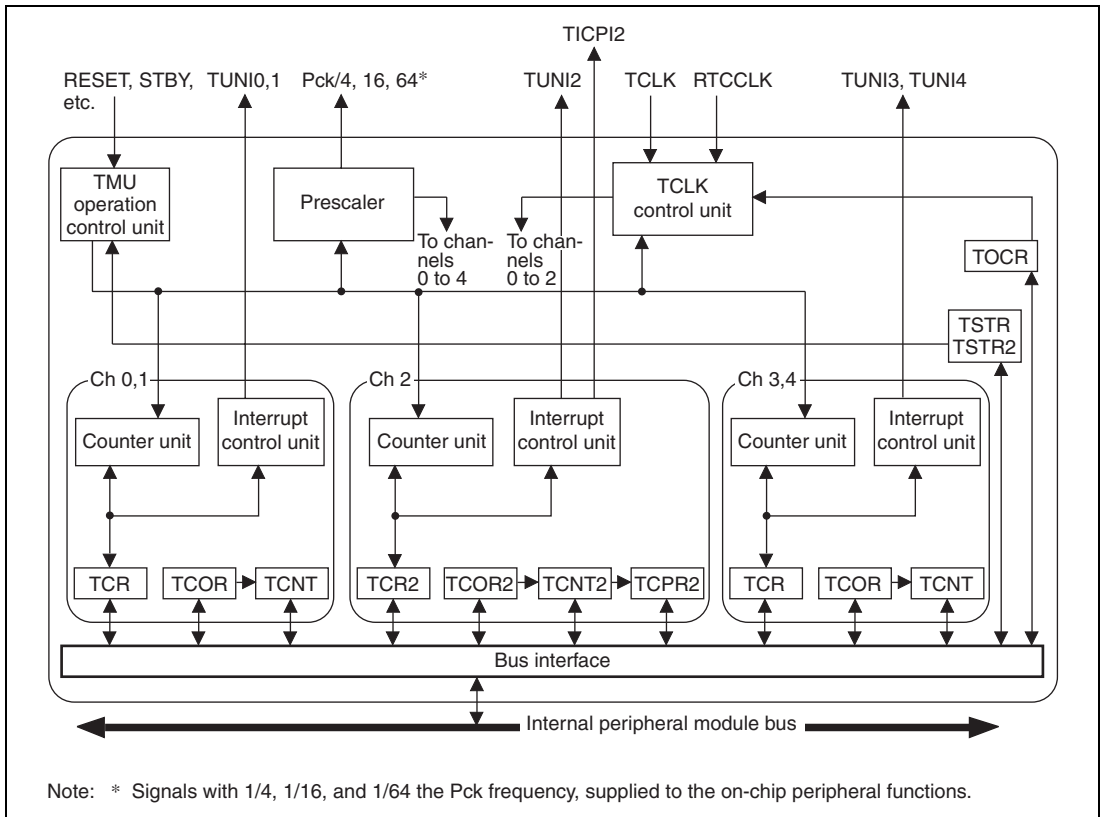 TICPI2
RESET, STBY,
etc.
TUNI0,1
Pck/4, 16, 64*
TUNI2
TCLK
RTCCLK
TUNI3, TUNI4
TMU
operation
control unit
Prescaler
To chan-
nels
0 to 4
To chan-
nels
0 to 2
TCLK
control unit
TOCR
TSTR
TSTR2
Ch 0,1
Counter unit
Interrupt
control unit
TCR
TCOR
TCNT
Ch 2
Counter unit
Interrupt
control unit
TCR2
TCOR2
TCNT2
TCPR2
Ch 3,4
Counter unit
Interrupt
control unit
TCR
TCOR
TCNT
Bus interface
Internal peripheral module bus
Note: * Signals with 1/4, 1/16, and 1/64 the Pck frequency, supplied to the on-chip peripheral functions.